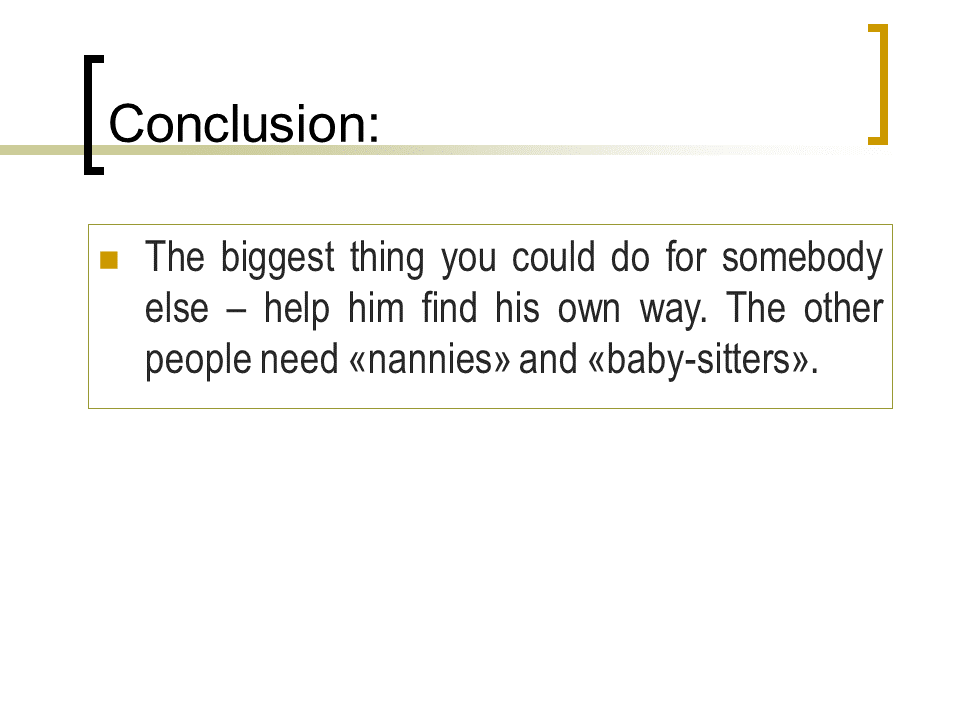 Conclusion:
The biggest thing you could do for somebody
else – help him find his own way. The other
people need «nannies» and «baby-sitters».